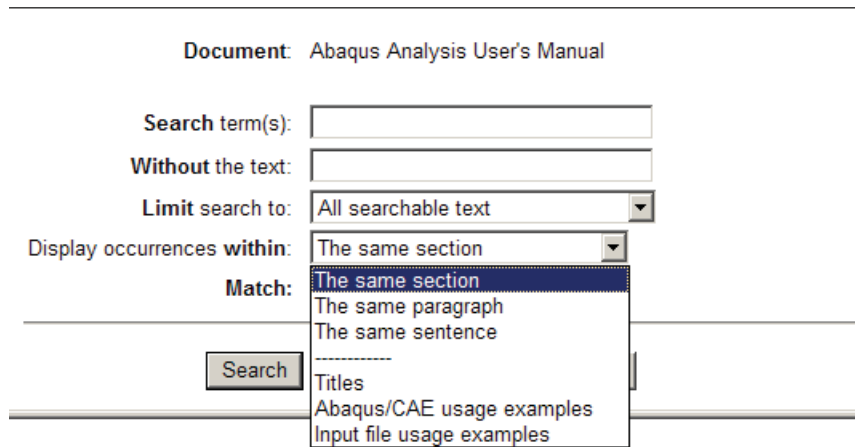 Document: Abaqus Analysis User's Manual
Search term(s):
Without the text:
Limit search to: All searchable text
Display occurrences within: The same section
Match: The same section
The same paragraph
The same sentence
------------
Search
Titles
Abaqus/CAE usage examples
Input file usage examples